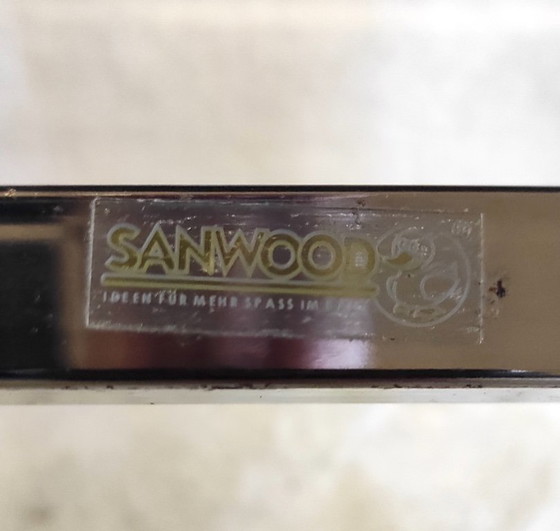 SANWOOD
IDEEN FÜR MEHR SPASS IM